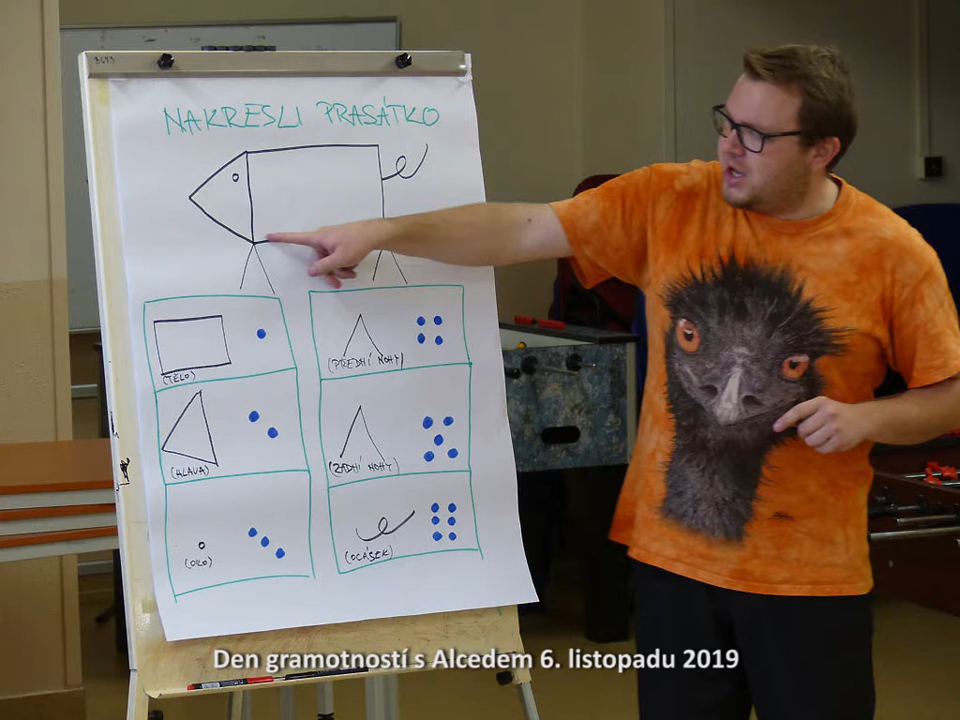 NAKRESLI PRASÁTKO
(TĚLO)
(HLAVA)
(OKO)
(PŘEDNÍ NOHY)
(ZADNÍ NOHY)
(OCÁSEK)
Den gramotností s Alcedem 6. listopadu 2019